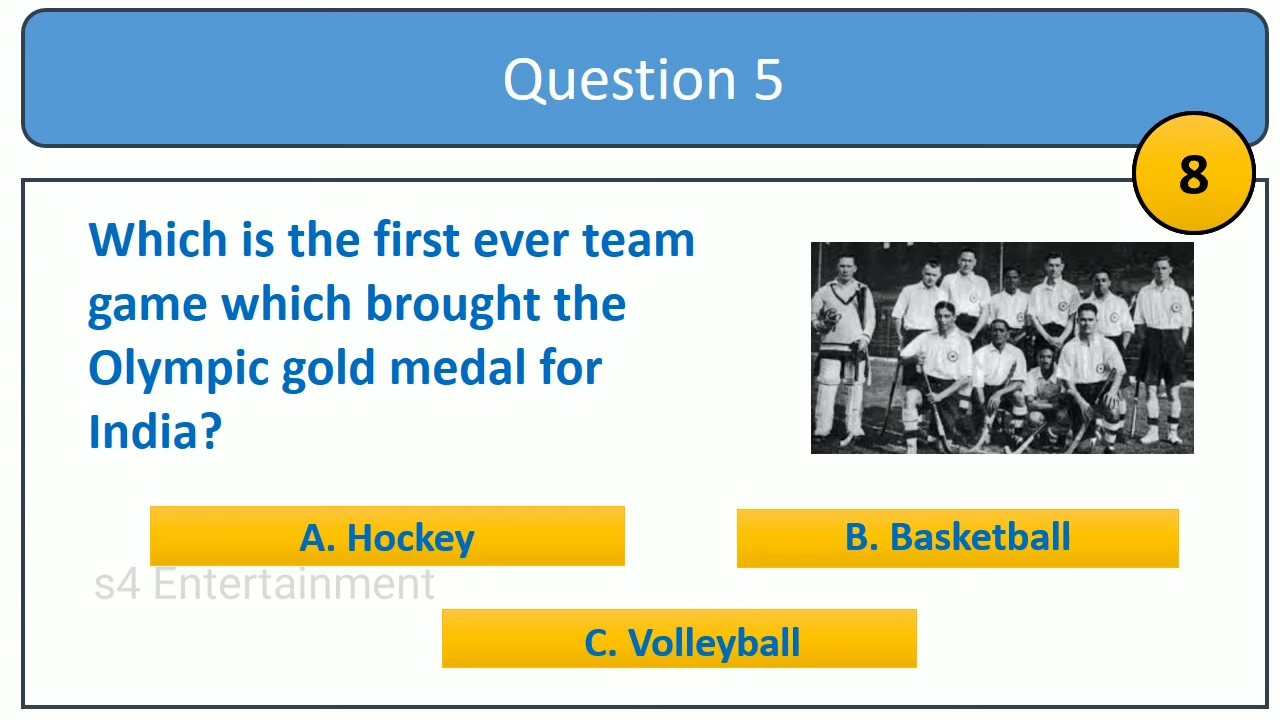 Question 5
8
Which is the first ever team
game which brought the
Olympic gold medal for
India?
A. Hockey
B. Basketball
s4 Entertainment
C. Volleyball